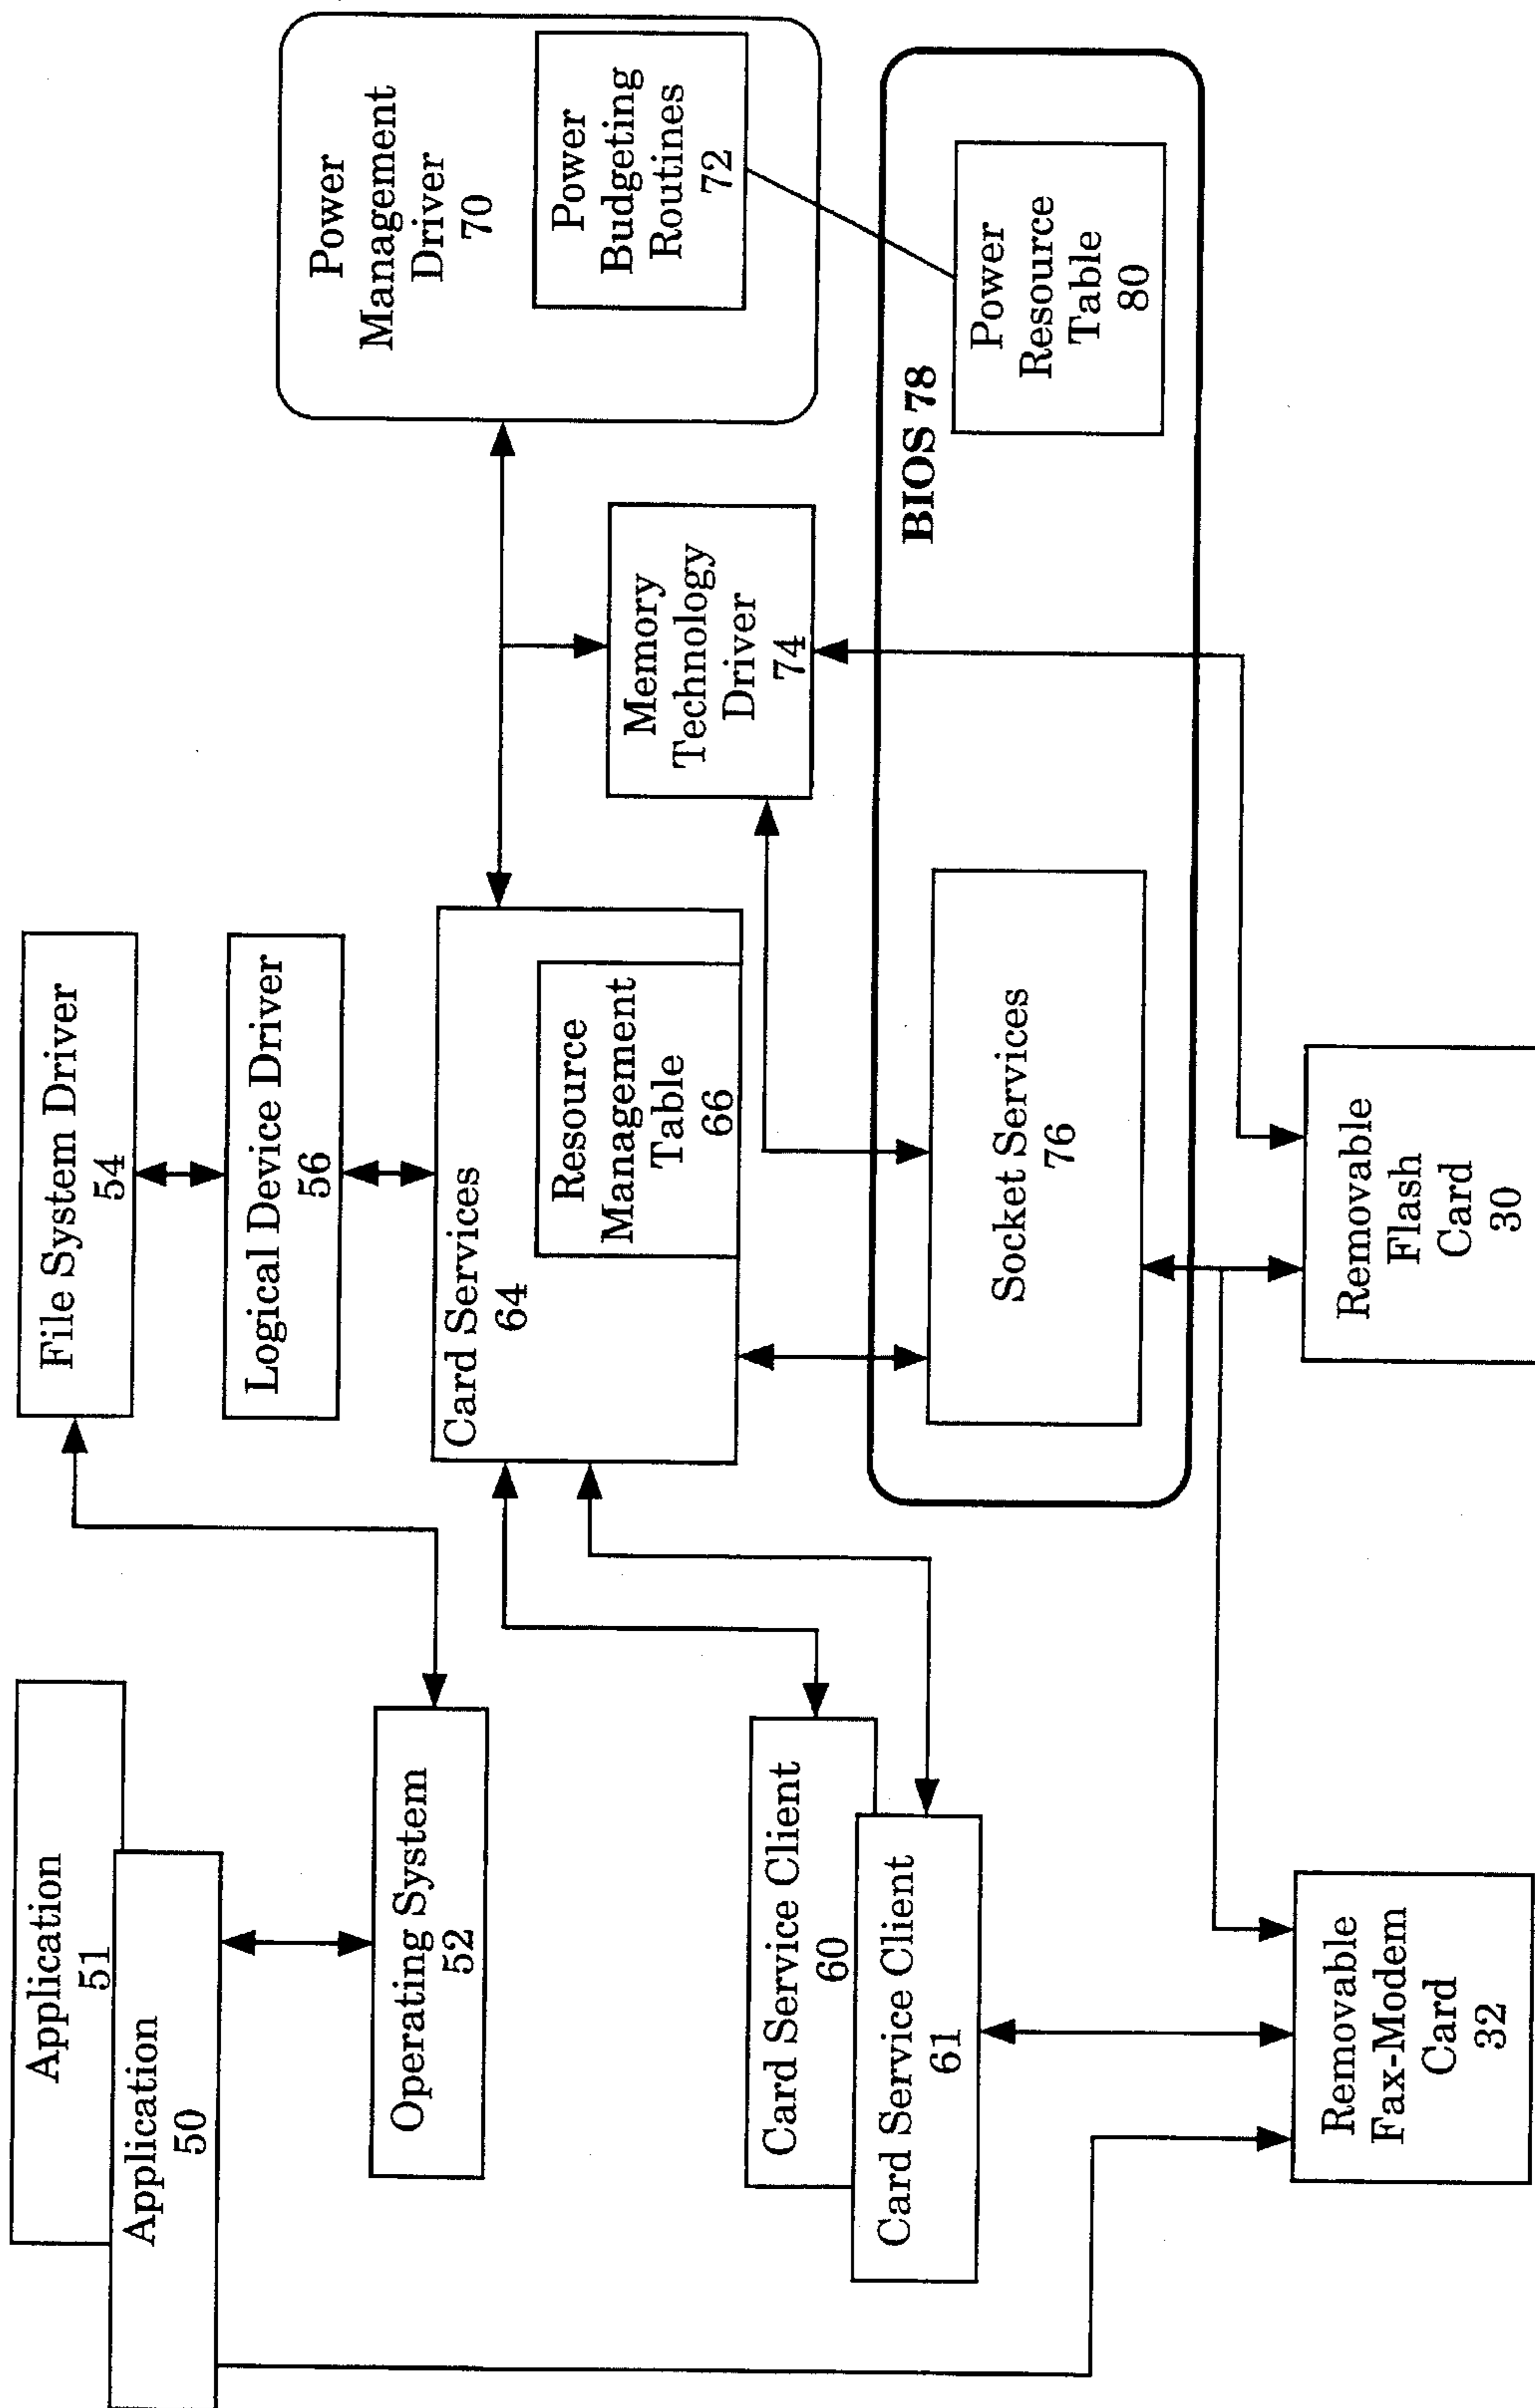 Application
51
Application
50
Operating System
52
Card Service Client
60
Card Service Client
61
Removable
Fax-Modem
Card
32
File System Driver
54
Logical Device Driver
56
Card Services
64
Resource
Management
Table
66
Socket Services
76
Removable
Flash
Card
30
Memory
Technology
Driver
74
BIOS 78
Power
Management
Driver
70
Power
Budgeting
Routines
72
Power
Resource
Table
80